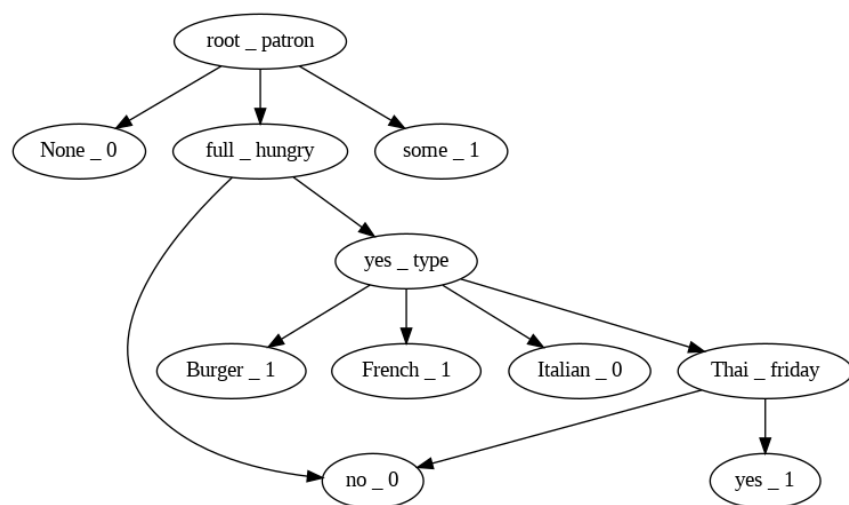 root _ patron
None _ 0
full _ hungry
some _ 1
yes _ type
Burger _ 1
French _ 1
Italian _ 0
Thai _ friday
no _ 0
yes _ 1